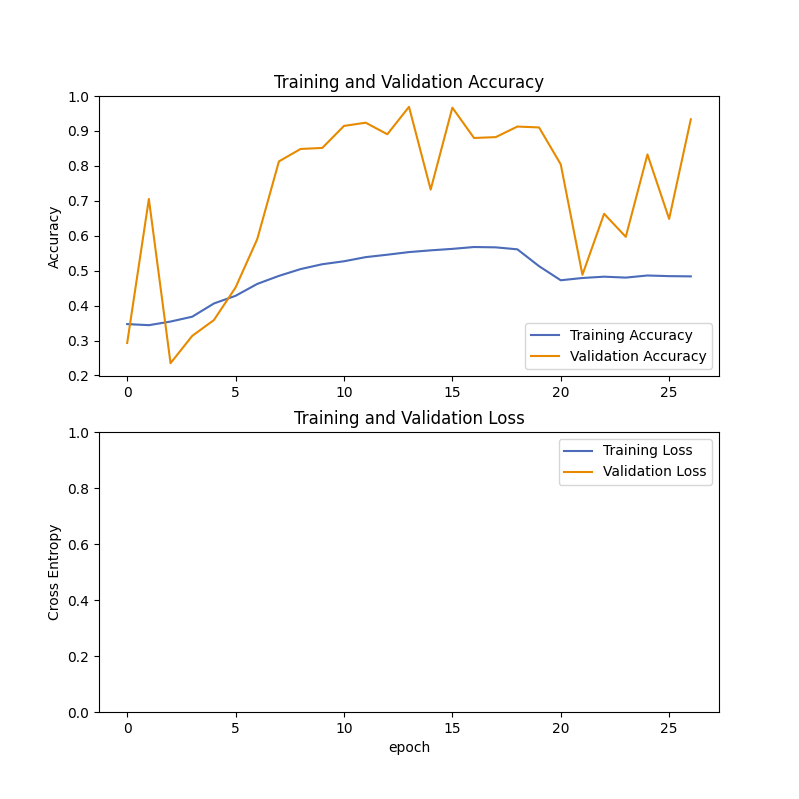 Training and Validation Accuracy
1.0
0.9
0.8
0.7
0.6
0.5
0.4
0.3
0.2
Accuracy
Training Accuracy
Validation Accuracy
0 5 10 15 20 25
Training and Validation Loss
1.0
0.8
0.6
0.4
0.2
0.0
Cross Entropy
Training Loss
Validation Loss
0 5 10 15 20 25
epoch